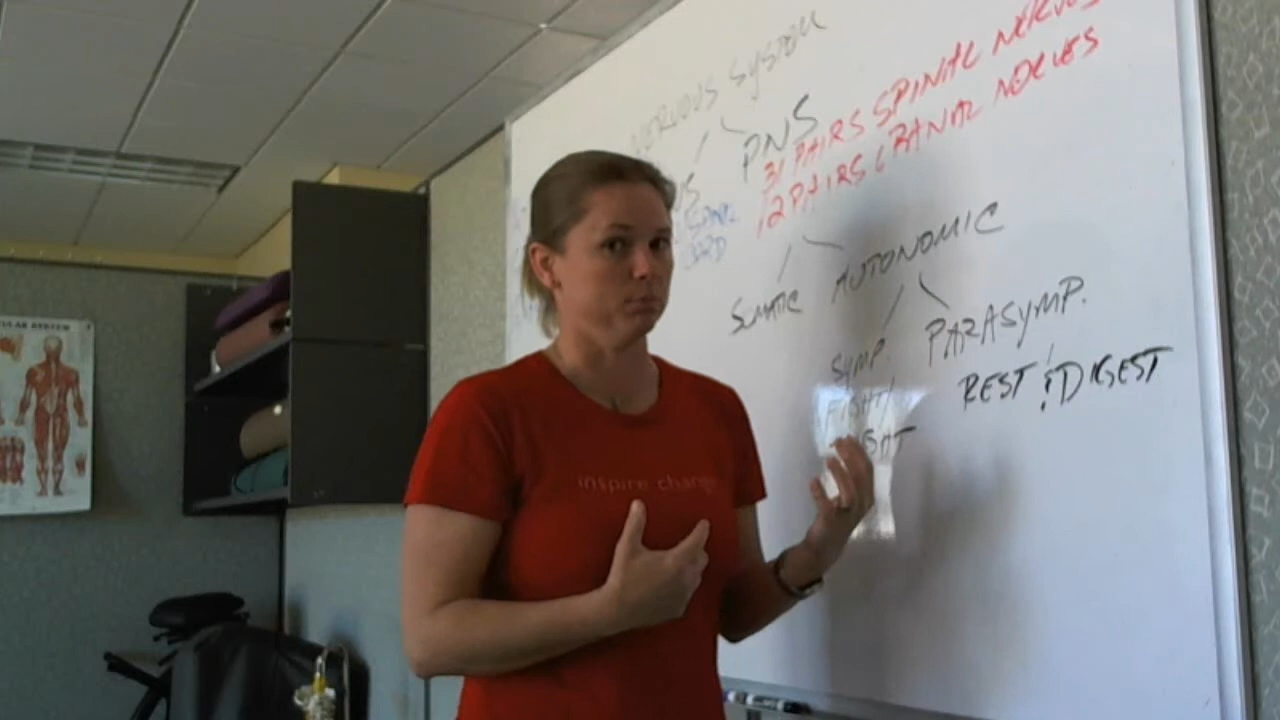 NERVOUS SYSTEM
PNS
31 PAIRS SPINAL NERVES
12 PAIRS CRANAL NERVES
SPINAL
CORD
SOMATIC AUTONOMIC
SYMP. PARASYMP.
FIGHT/ REST & DIGEST
inspire change